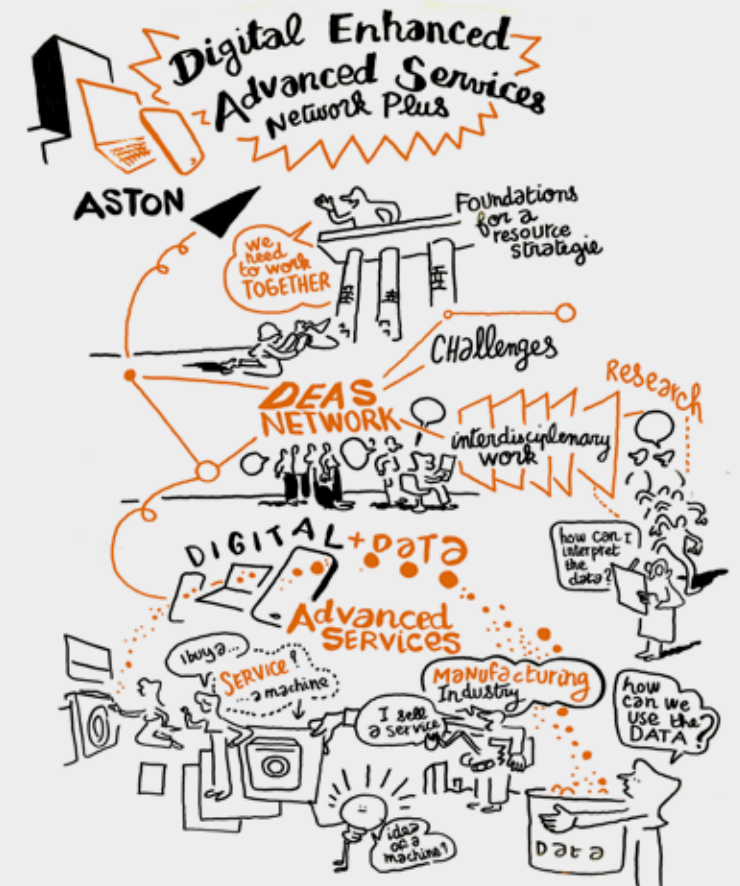 Digital Enhanced
Advanced Services
Network Plus
ASTON
Foundations
for a
resource
strategie
we
need
to work
TOGETHER
CHallenges
DEAS
NETWORK
Research
interdisciplenary
work
how can I
interpret
the
data?
DIGITAL + DaTa
Advanced
SERVICES
I buy a...
SERVICE!
...a machine
Manufacturing
Industry
I sell
a service
how
can we
use the
DATA?
idea
of a
machine!
Data